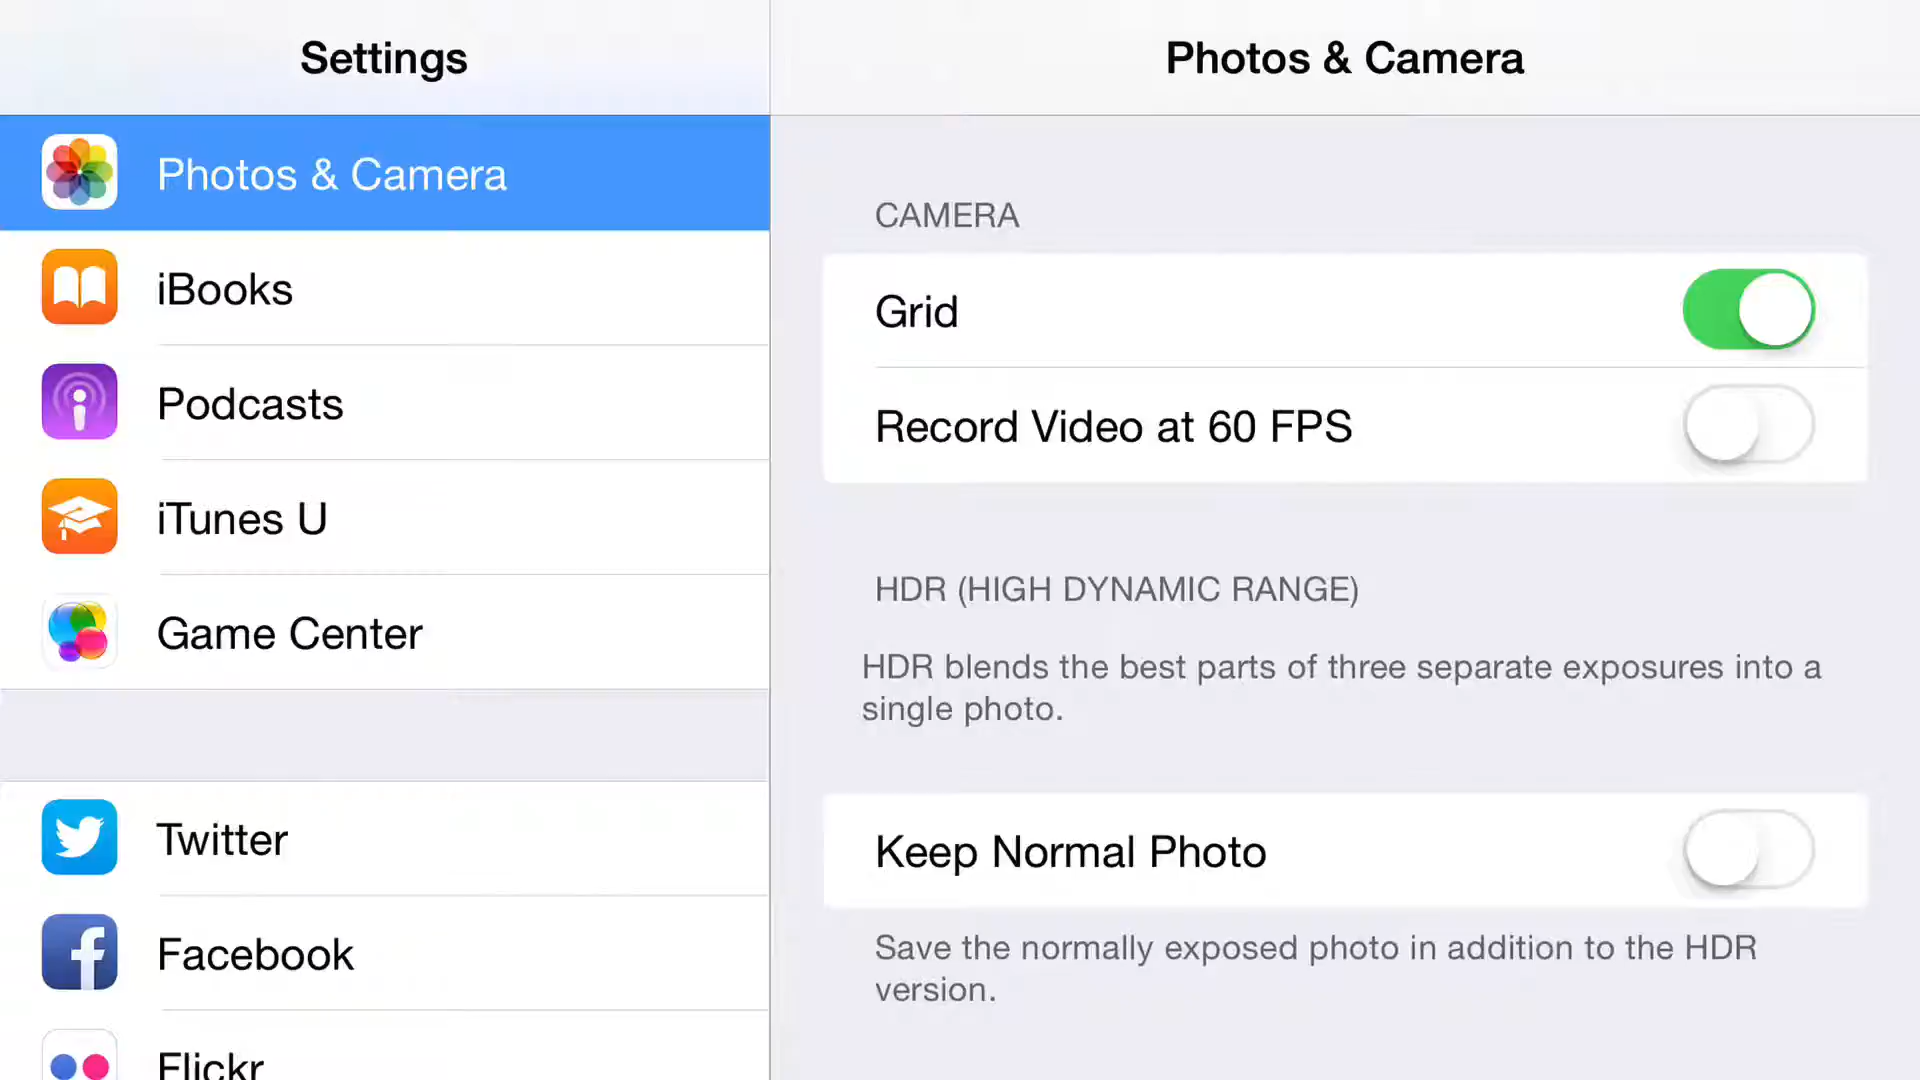 Settings
Photos & Camera
iBooks
Podcasts
iTunes U
Game Center
Twitter
Facebook
Flickr
Photos & Camera
CAMERA
Grid
Record Video at 60 FPS
HDR (HIGH DYNAMIC RANGE)
HDR blends the best parts of three separate exposures into a
single photo.
Keep Normal Photo
Save the normally exposed photo in addition to the HDR
version.